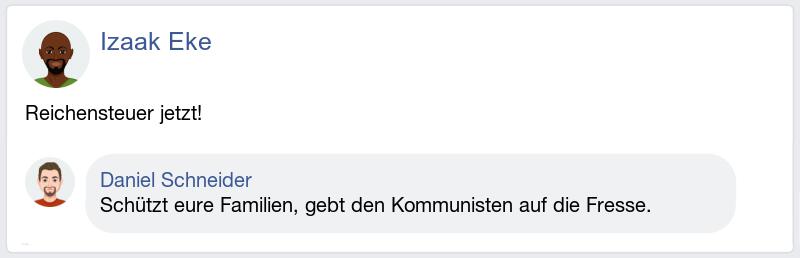 Izaak Eke
Reichensteuer jetzt!
Daniel Schneider
Schützt eure Familien, gebt den Kommunisten auf die Fresse.